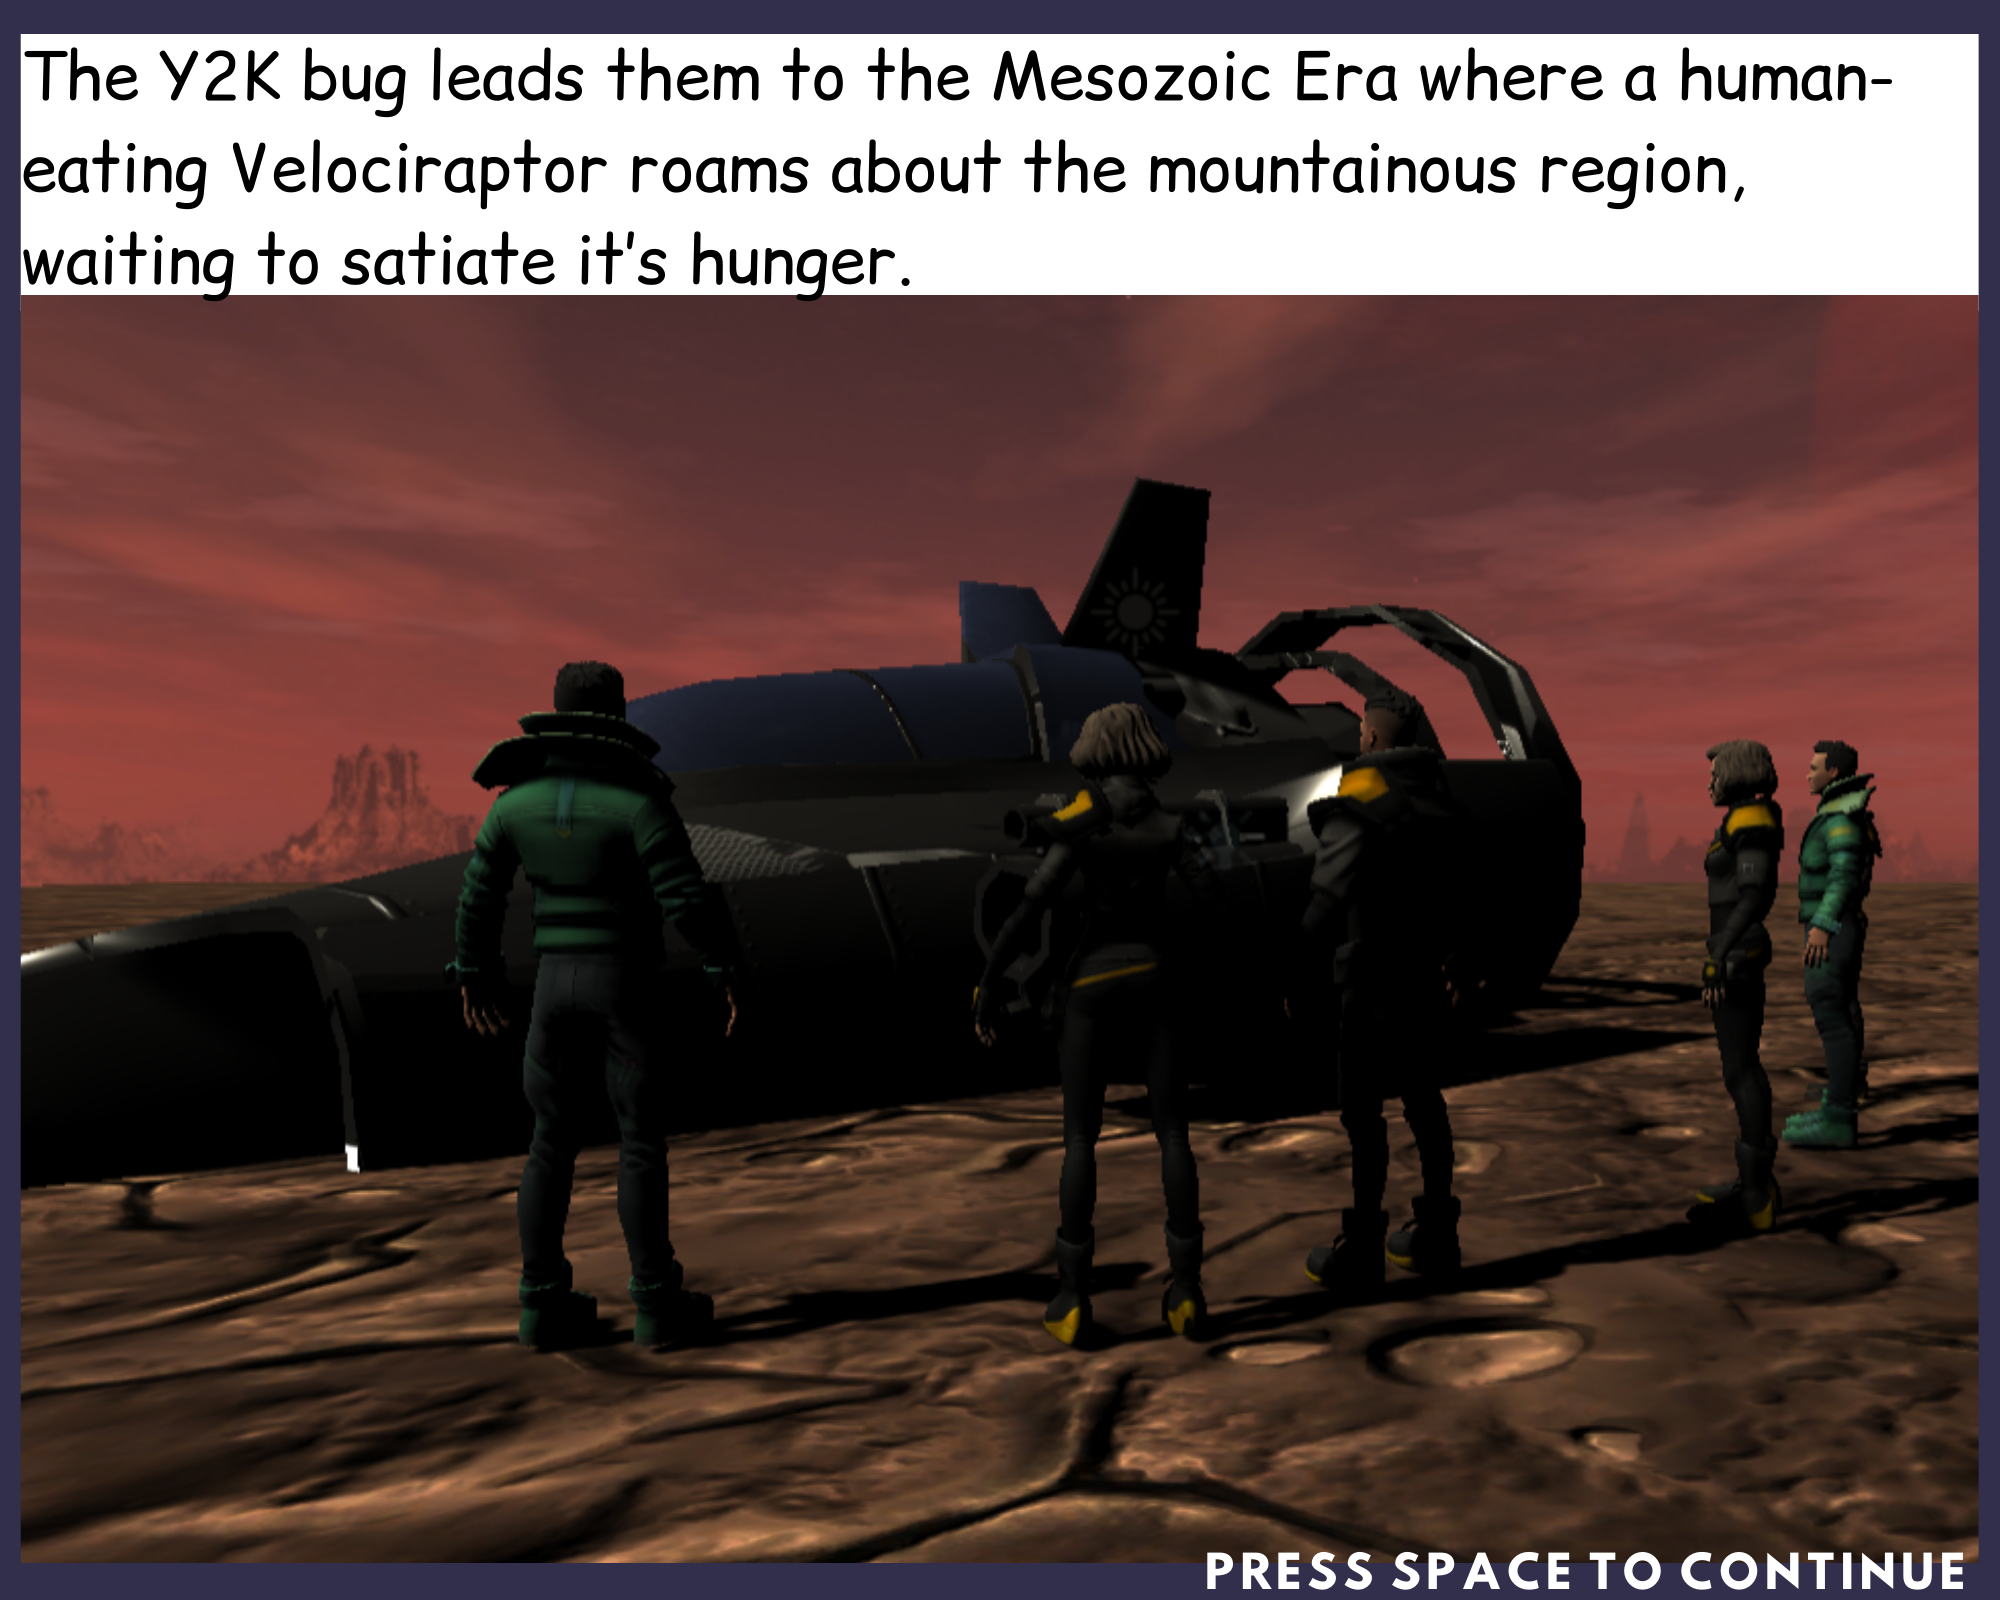 The Y2K bug leads them to the Mesozoic Era where a human-
eating Velociraptor roams about the mountainous region,
waiting to satiate it's hunger.
PRESS SPACE TO CONTINUE